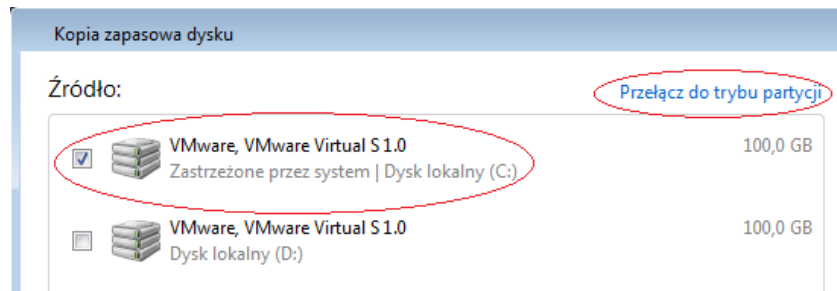 Kopia zapasowa dysku
Źródło:
Przełącz do trybu partycji
VMware, VMware Virtual S 1.0
100,0 GB
Zastrzeżone przez system | Dysk lokalny (C:)
VMware, VMware Virtual S 1.0
100,0 GB
Dysk lokalny (D:)